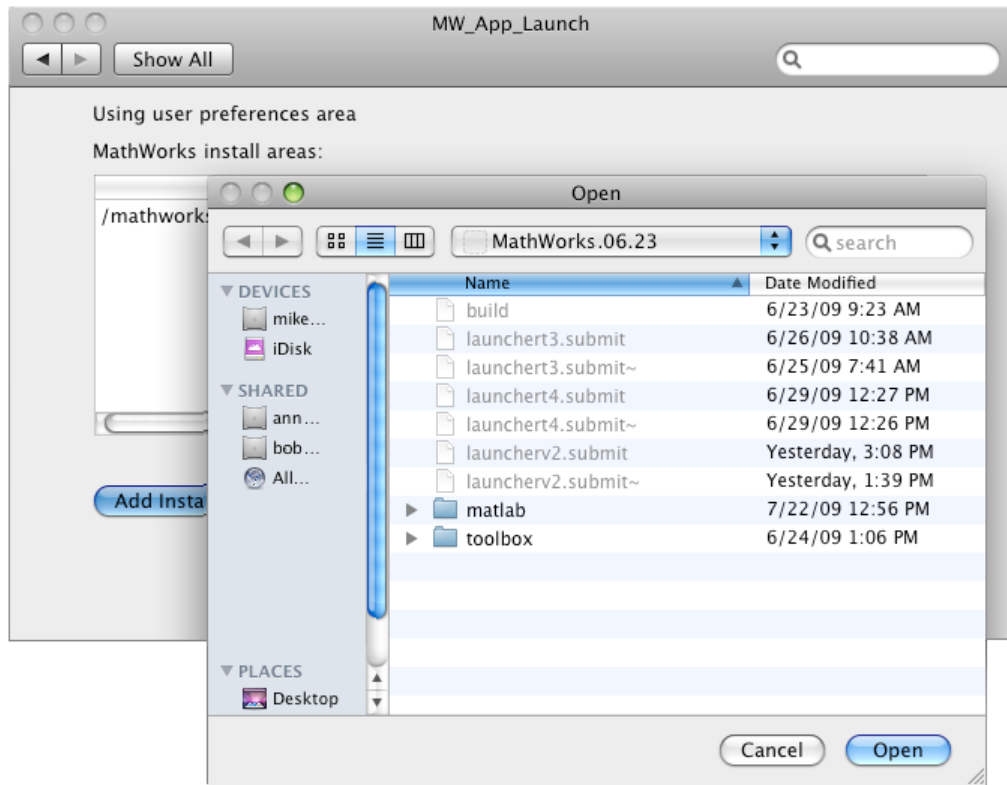 MW_App_Launch
Show All
Using user preferences area
MathWorks install areas:
/mathworks
Open
MathWorks.06.23
search
Name Date Modified
DEVICES
mike...
iDisk
SHARED
ann...
bob...
All...
PLACES
Desktop
build 6/23/09 9:23 AM
launchert3.submit 6/26/09 10:38 AM
launchert3.submit~ 6/25/09 7:41 AM
launchert4.submit 6/29/09 12:27 PM
launchert4.submit~ 6/29/09 12:26 PM
launcherv2.submit Yesterday, 3:08 PM
launcherv2.submit~ Yesterday, 1:39 PM
matlab 7/22/09 12:56 PM
toolbox 6/24/09 1:06 PM
Add Insta
Cancel Open